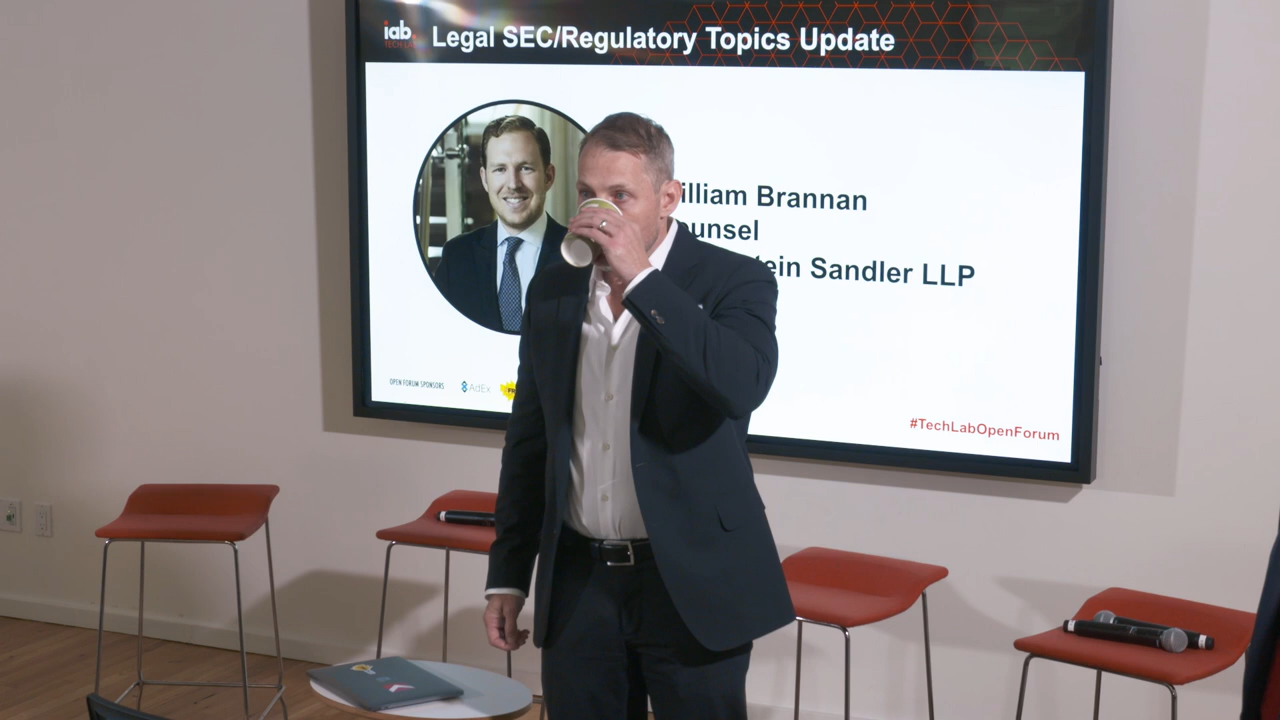 iab.
TECH LAB
Legal SEC/Regulatory Topics Update
illiam Brannan
ounsel
tein Sandler LLP
OPEN FORUM SPONSORS
AdEx
#TechLabOpenForum